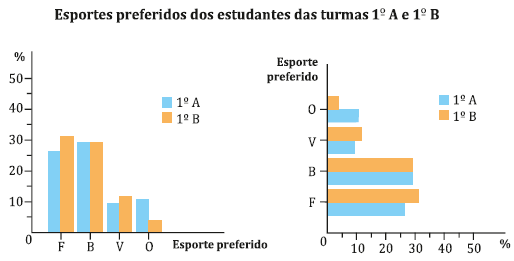 Esportes preferidos dos estudantes das turmas 1º A e 1º B
%
50
40
30
20
10
0
F B V O
Esporte preferido
1º A
1º B
Esporte
preferido
O
V
B
F
0 10 20 30 40 50 %
1º A
1º B